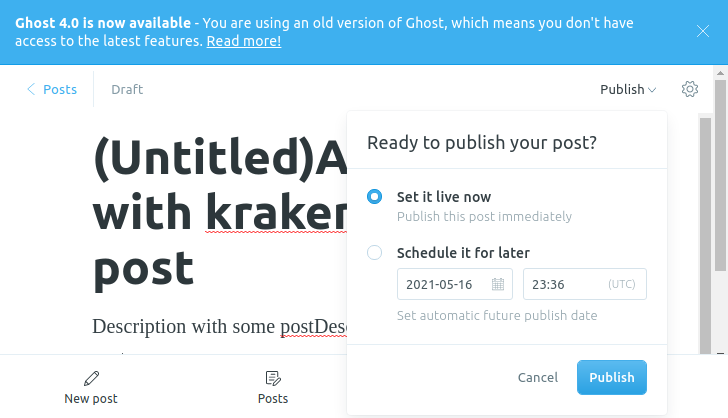 Ghost 4.0 is now available - You are using an old version of Ghost, which means you don't have
access to the latest features. Read more!
Posts
Draft
Publish
(Untitled)A
with kraken
post
Description with some postDesc
Ready to publish your post?
Set it live now
Publish this post immediately
Schedule it for later
2021-05-16
23:36
(UTC)
Set automatic future publish date
Cancel
Publish
New post
Posts